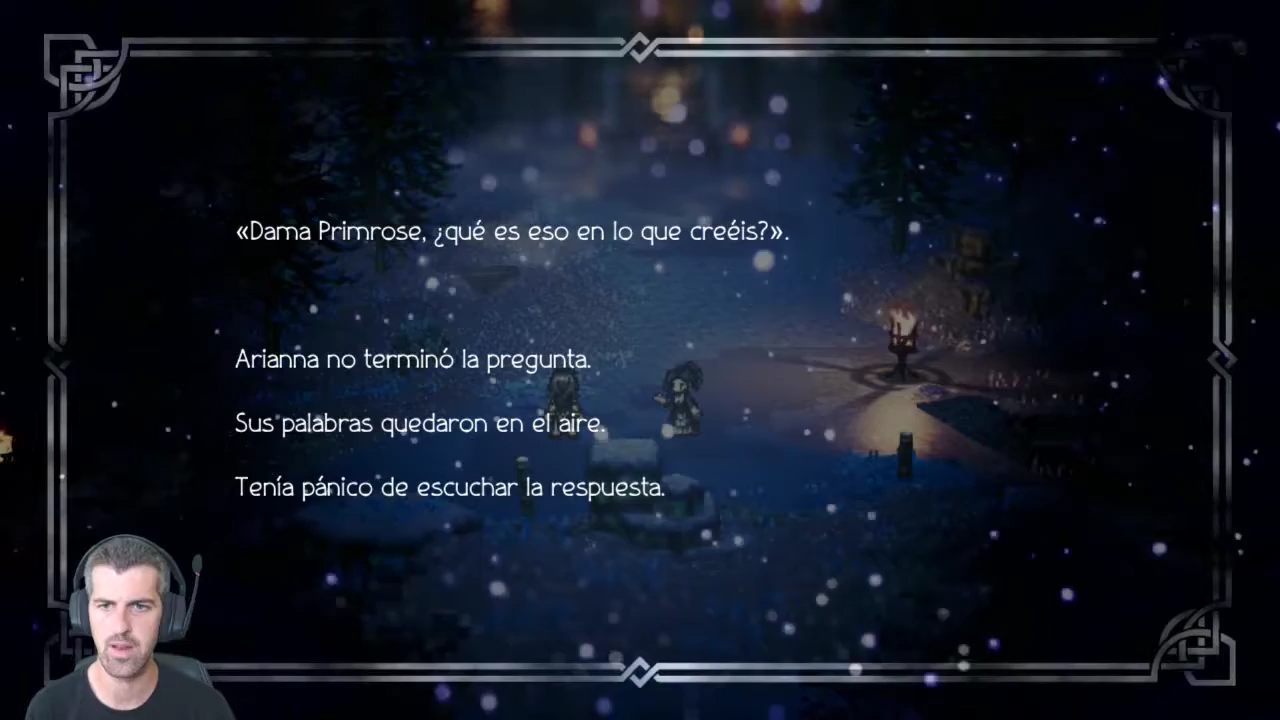 «Dama Primrose, ¿qué es eso en lo que creéis?».
Arianna no terminó la pregunta.
Sus palabras quedaron en el aire.
Tenía pánico de escuchar la respuesta.